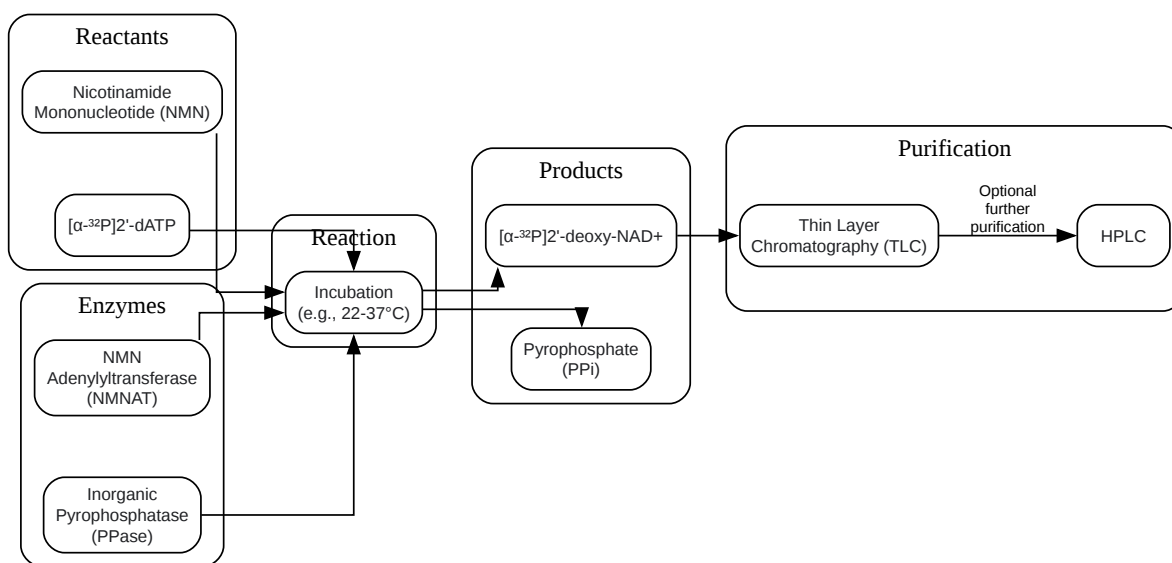 Reactants
Nicotinamide
Mononucleotide (NMN)
[α-³²P]2'-dATP
Enzymes
NMN
Adenylyltransferase
(NMNAT)
Inorganic
Pyrophosphatase
(PPase)
Reaction
Incubation
(e.g., 22-37°C)
Products
[α-³²P]2'-deoxy-NAD+
Pyrophosphate
(PPi)
Purification
Thin Layer
Chromatography (TLC)
Optional
further
purification
HPLC